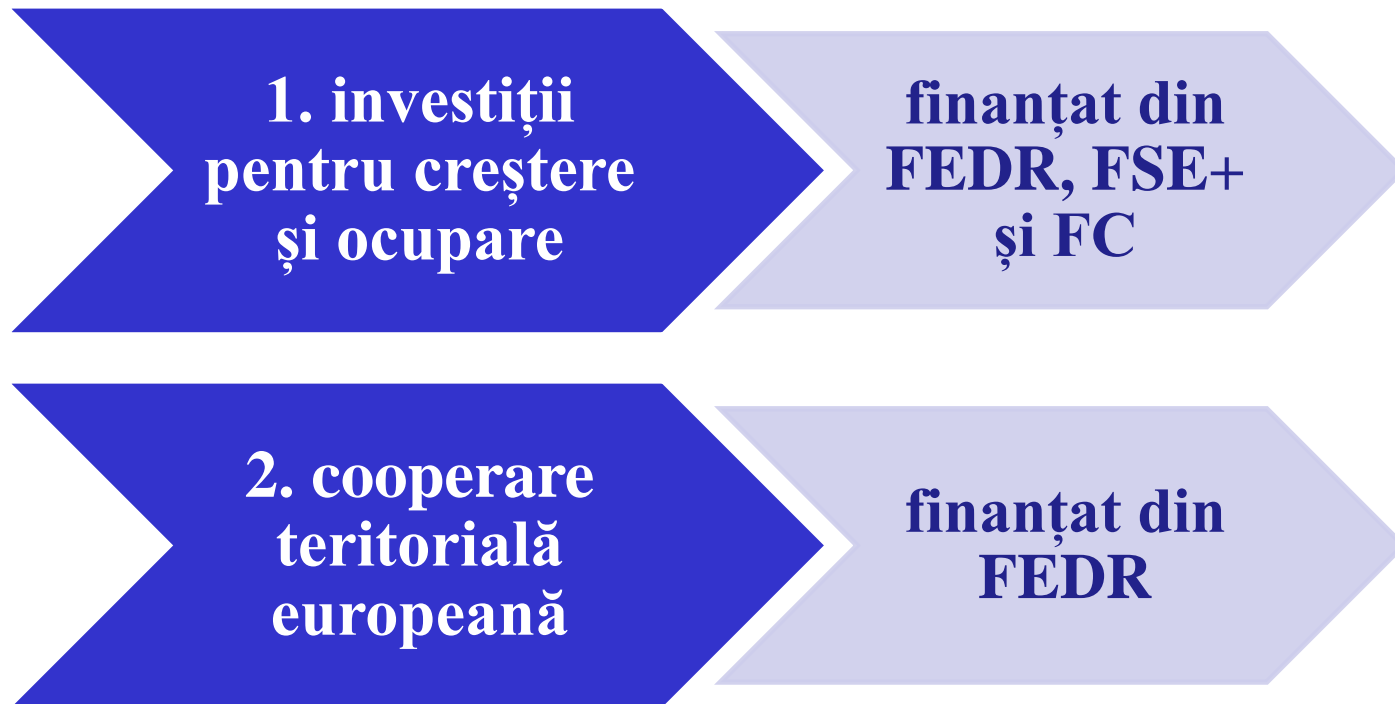 1. investiții
pentru creștere
și ocupare
finanțat din
FEDR, FSE+
și FC
2. cooperare
teritorială
europeană
finanțat din
FEDR